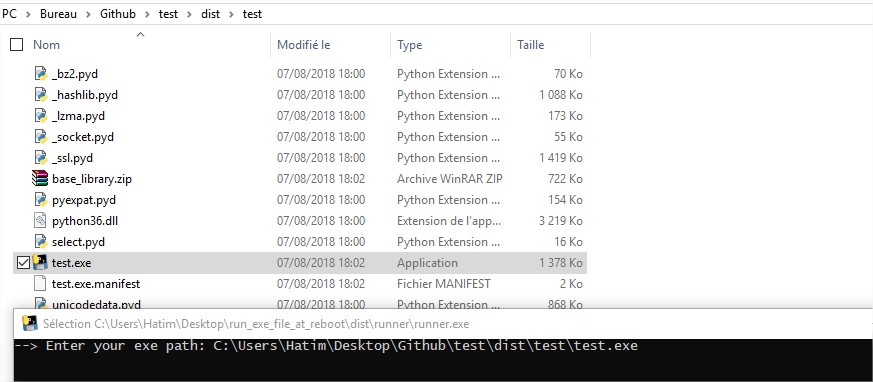 PC > Bureau > Github > test > dist > test
Nom Modifié le Type Taille
_bz2.pyd 07/08/2018 18:00 Python Extension ... 70 Ko
_hashlib.pyd 07/08/2018 18:00 Python Extension ... 1 088 Ko
_lzma.pyd 07/08/2018 18:00 Python Extension ... 173 Ko
_socket.pyd 07/08/2018 18:00 Python Extension ... 55 Ko
_ssl.pyd 07/08/2018 18:00 Python Extension ... 1 419 Ko
base_library.zip 07/08/2018 18:02 Archive WinRAR ZIP 722 Ko
pyexpat.pyd 07/08/2018 18:00 Python Extension ... 154 Ko
python36.dll 07/08/2018 18:00 Extension de l'app... 3 219 Ko
select.pyd 07/08/2018 18:00 Python Extension ... 16 Ko
test.exe 07/08/2018 18:02 Application 1 378 Ko
test.exe.manifest 07/08/2018 18:02 Fichier MANIFEST 2 Ko
unicodedata.pyd 07/08/2018 18:00 Python Extension ... 868 Ko
Sélection C:\Users\Hatim\Desktop\run_exe_file_at_reboot\dist\runner\runner.exe
--> Enter your exe path: C:\Users\Hatim\Desktop\Github\test\dist\test\test.exe